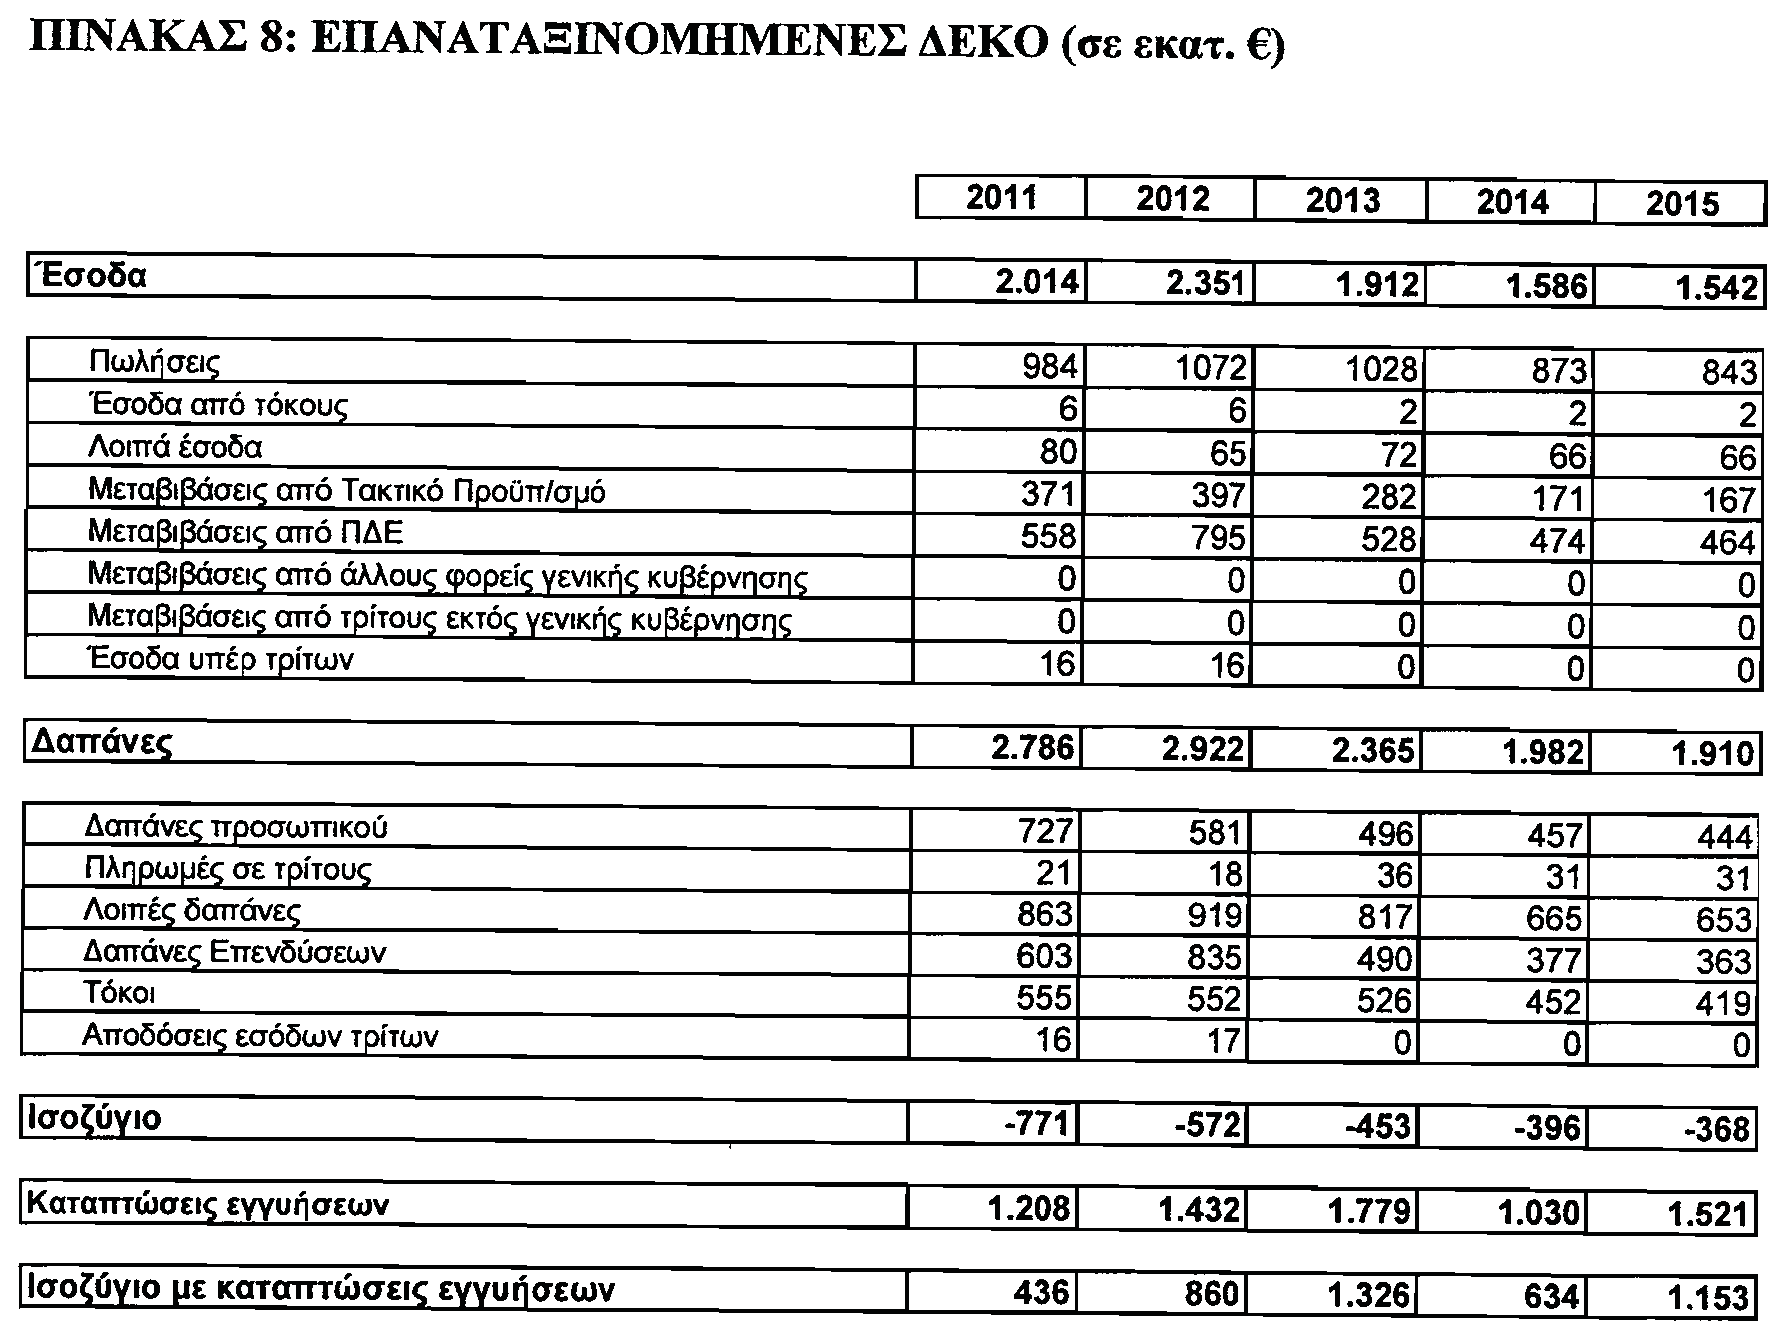 ΠΙΝΑΚΑΣ 8: ΕΠΑΝΑΤΑΞΙΝΟΜΗΜΕΝΕΣ ΔΕΚΟ (σε εκατ. €)
2011 2012 2013 2014 2015
Έσοδα 2.014 2.351 1.912 1.586 1.542
Πωλήσεις 984 1072 1028 873 843
Έσοδα από τόκους 6 6 2 2 2
Λοιπά έσοδα 80 65 72 66 66
Μεταβιβάσεις από Τακτικό Προϋπ/σμό 371 397 282 171 167
Μεταβιβάσεις από ΠΔΕ 558 795 528 474 464
Μεταβιβάσεις από άλλους φορείς γενικής κυβέρνησης 0 0 0 0 0
Μεταβιβάσεις από τρίτους εκτός γενικής κυβέρνησης 0 0 0 0 0
Έσοδα υπέρ τρίτων 16 16 0 0 0
Δαπάνες 2.786 2.922 2.365 1.982 1.910
Δαπάνες προσωπικού 727 581 496 457 444
Πληρωμές σε τρίτους 21 18 36 31 31
Λοιπές δαπάνες 863 919 817 665 653
Δαπάνες Επενδύσεων 603 835 490 377 363
Τόκοι 555 552 526 452 419
Αποδόσεις εσόδων τρίτων 16 17 0 0 0
Ισοζύγιο -771 -572 -453 -396 -368
Καταπτώσεις εγγυήσεων 1.208 1.432 1.779 1.030 1.521
Ισοζύγιο με καταπτώσεις εγγυήσεων 436 860 1.326 634 1.153